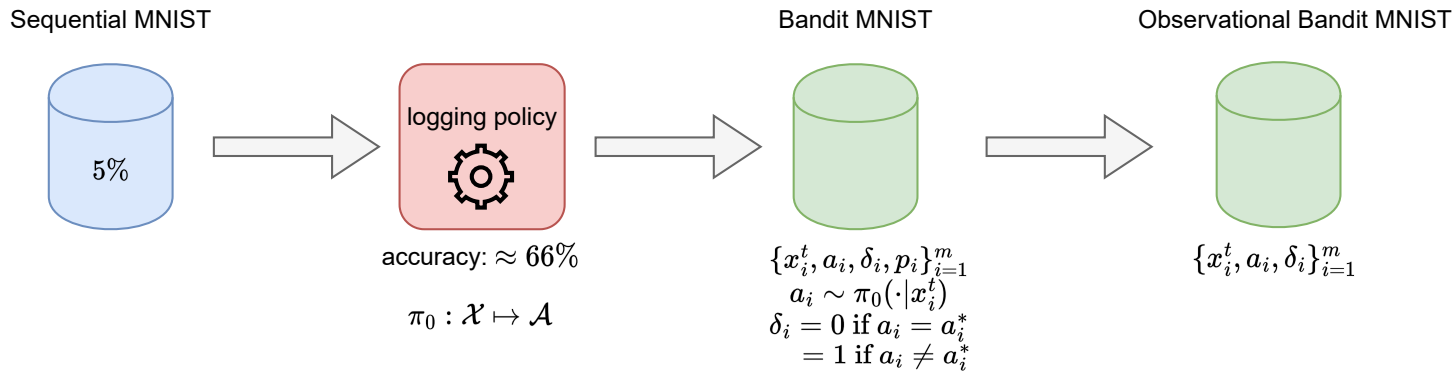 Sequential MNIST
Bandit MNIST
Observational Bandit MNIST
5%
logging policy
accuracy: ≈ 66%
π₀ : 𝒳 ↦ 𝒜
{xᵢᵗ, aᵢ, δᵢ, pᵢ}ᵢ₌₁ᵐ
aᵢ ∼ π₀(·|xᵢᵗ)
δᵢ = 0 if aᵢ = aᵢ*
= 1 if aᵢ ≠ aᵢ*
{xᵢᵗ, aᵢ, δᵢ}ᵢ₌₁ᵐ